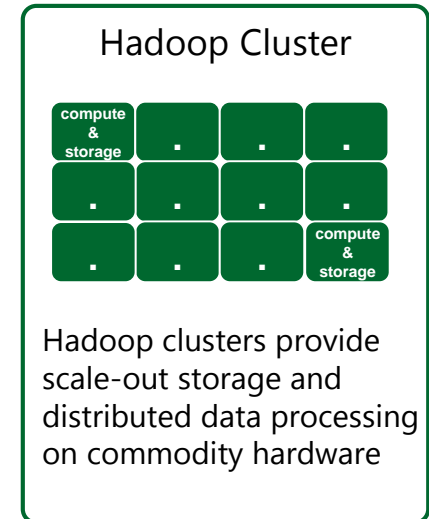 Hadoop Cluster
compute
&
storage
. . .
. . . .
. . .
compute
&
storage
Hadoop clusters provide
scale-out storage and
distributed data processing
on commodity hardware